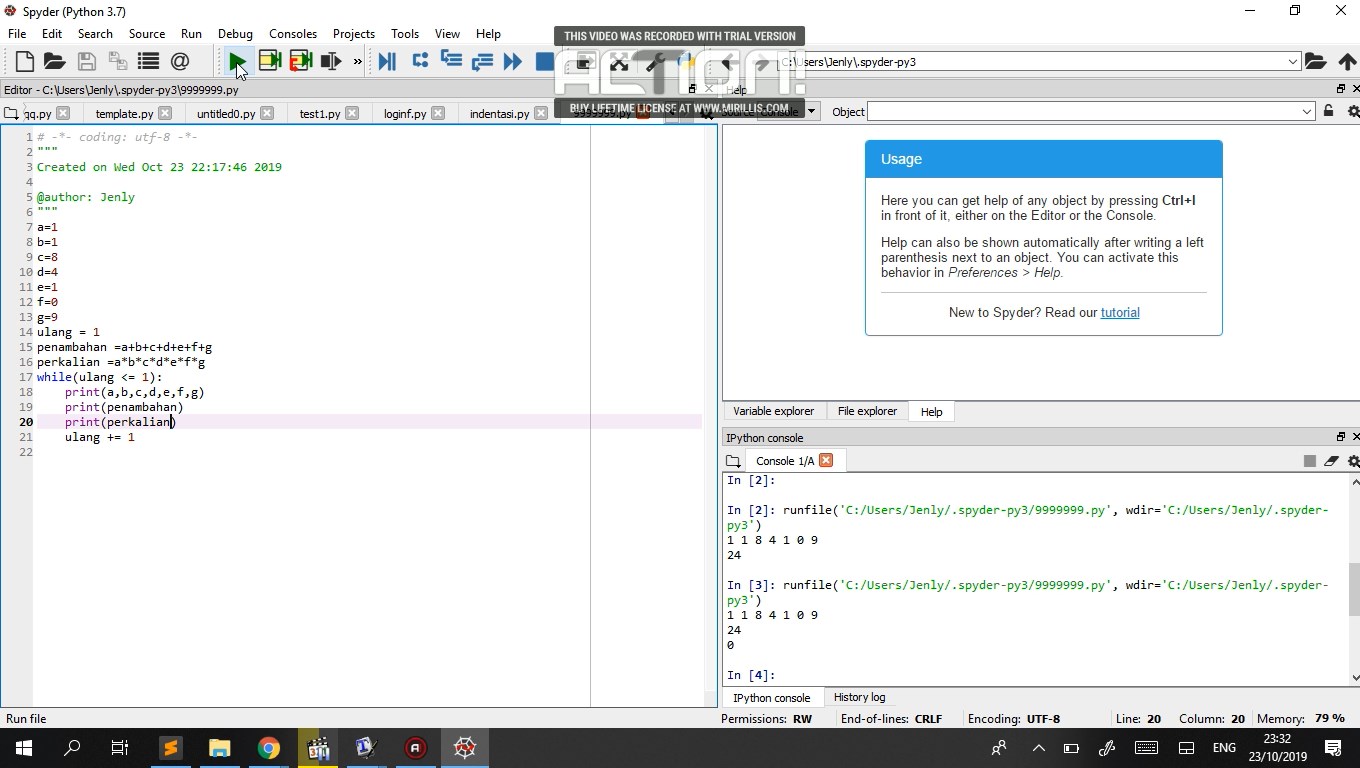 Spyder (Python 3.7)
File Edit Search Source Run Debug Consoles Projects Tools View Help
THIS VIDEO WAS RECORDED WITH TRIAL VERSION
ACTION!
BUY LIFETIME LICENSE AT WWW.MIRILLIS.COM
C:\Users\Jenly\.spyder-py3
Editor - C:\Users\Jenly\.spyder-py3\9999999.py
Help
qq.py template.py untitled0.py test1.py loginf.py indentasi.py 9999999.py
Source Console Object
1 # -*- coding: utf-8 -*-
2 """
3 Created on Wed Oct 23 22:17:46 2019
4
5 @author: Jenly
6 """
7 a=1
8 b=1
9 c=8
10 d=4
11 e=1
12 f=0
13 g=9
14 ulang = 1
15 penambahan =a+b+c+d+e+f+g
16 perkalian =a*b*c*d*e*f*g
17 while(ulang <= 1):
18     print(a,b,c,d,e,f,g)
19     print(penambahan)
20     print(perkalian)
21     ulang += 1
22
Usage
Here you can get help of any object by pressing Ctrl+I
in front of it, either on the Editor or the Console.
Help can also be shown automatically after writing a left
parenthesis next to an object. You can activate this
behavior in Preferences > Help.
New to Spyder? Read our tutorial
Variable explorer File explorer Help
IPython console
Console 1/A
In [2]:
In [2]: runfile('C:/Users/Jenly/.spyder-py3/9999999.py', wdir='C:/Users/Jenly/.spyder-
py3')
1 1 8 4 1 0 9
24
In [3]: runfile('C:/Users/Jenly/.spyder-py3/9999999.py', wdir='C:/Users/Jenly/.spyder-
py3')
1 1 8 4 1 0 9
24
0
In [4]:
IPython console History log
Run file
Permissions: RW End-of-lines: CRLF Encoding: UTF-8 Line: 20 Column: 20 Memory: 79 %
ENG
23:32
23/10/2019